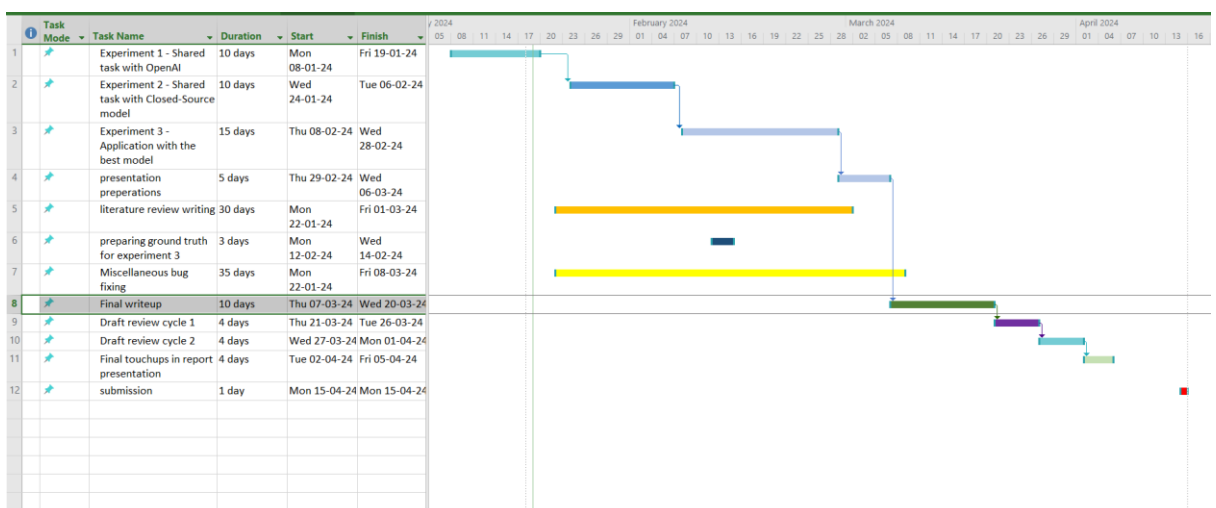 Task Mode Task Name Duration Start Finish
y 2024 February 2024 March 2024 April 2024
05 08 11 14 17 20 23 26 29 01 04 07 10 13 16 19 22 25 28 02 05 08 11 14 17 20 23 26 29 01 04 07 10 13 16
1 Experiment 1 - Shared task with OpenAI 10 days Mon 08-01-24 Fri 19-01-24
2 Experiment 2 - Shared task with Closed-Source model 10 days Wed 24-01-24 Tue 06-02-24
3 Experiment 3 - Application with the best model 15 days Thu 08-02-24 Wed 28-02-24
4 presentation preperations 5 days Thu 29-02-24 Wed 06-03-24
5 literature review writing 30 days Mon 22-01-24 Fri 01-03-24
6 preparing ground truth for experiment 3 3 days Mon 12-02-24 Wed 14-02-24
7 Miscellaneous bug fixing 35 days Mon 22-01-24 Fri 08-03-24
8 Final writeup 10 days Thu 07-03-24 Wed 20-03-24
9 Draft review cycle 1 4 days Thu 21-03-24 Tue 26-03-24
10 Draft review cycle 2 4 days Wed 27-03-24 Mon 01-04-24
11 Final touchups in report presentation 4 days Tue 02-04-24 Fri 05-04-24
12 submission 1 day Mon 15-04-24 Mon 15-04-24